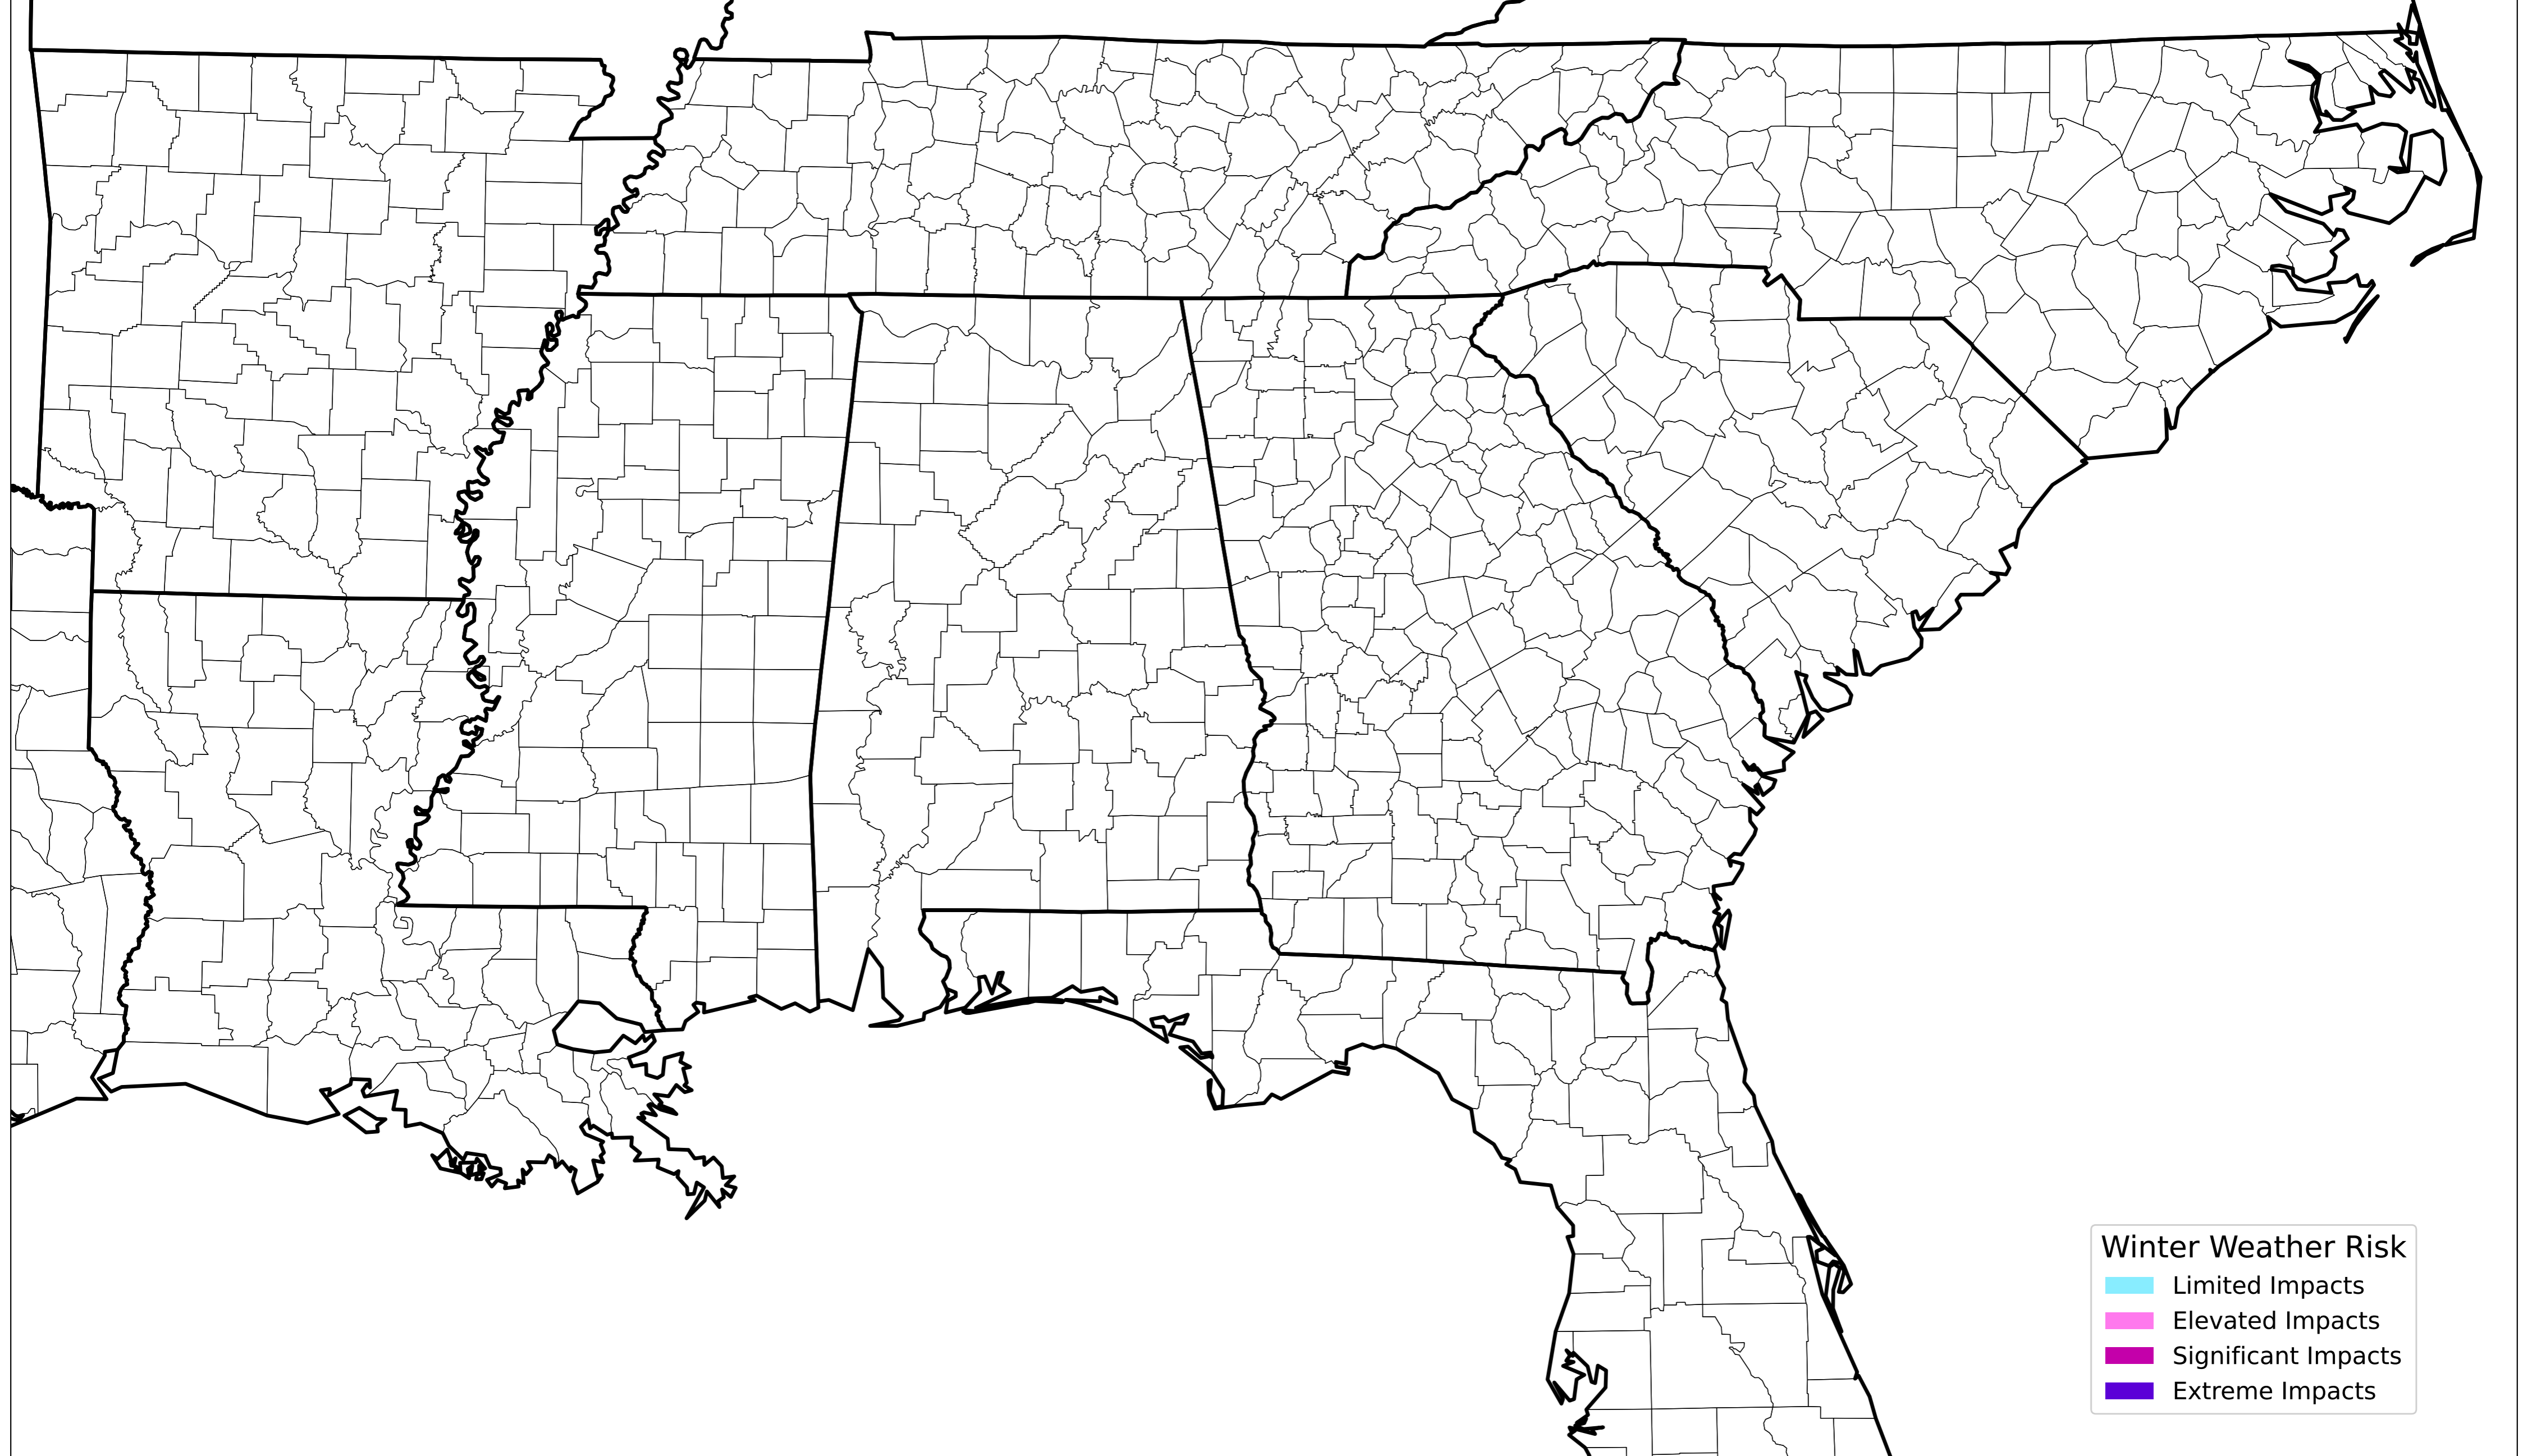 Winter Weather Risk
Limited Impacts
Elevated Impacts
Significant Impacts
Extreme Impacts